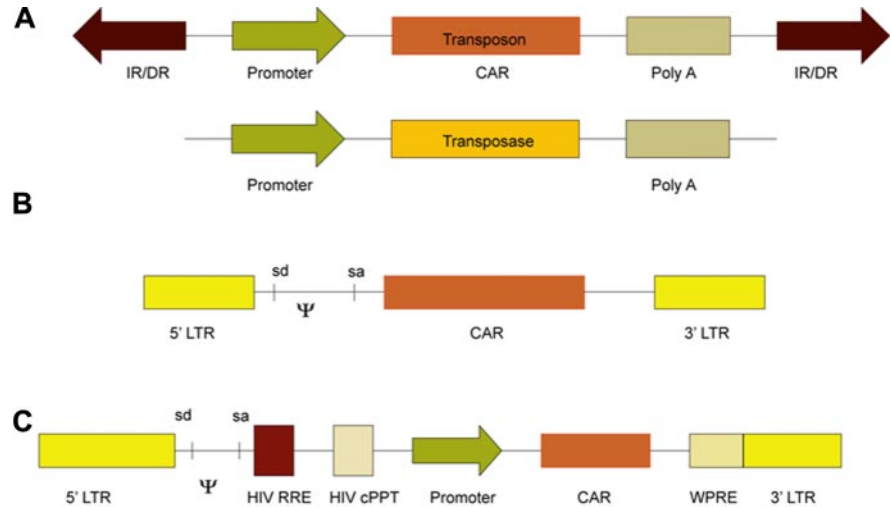 A
Transposon
IR/DR Promoter CAR Poly A IR/DR
Transposase
Promoter Poly A
B
sd sa
Ψ
5' LTR CAR 3' LTR
C
sd sa
Ψ
5' LTR HIV RRE HIV cPPT Promoter CAR WPRE 3' LTR